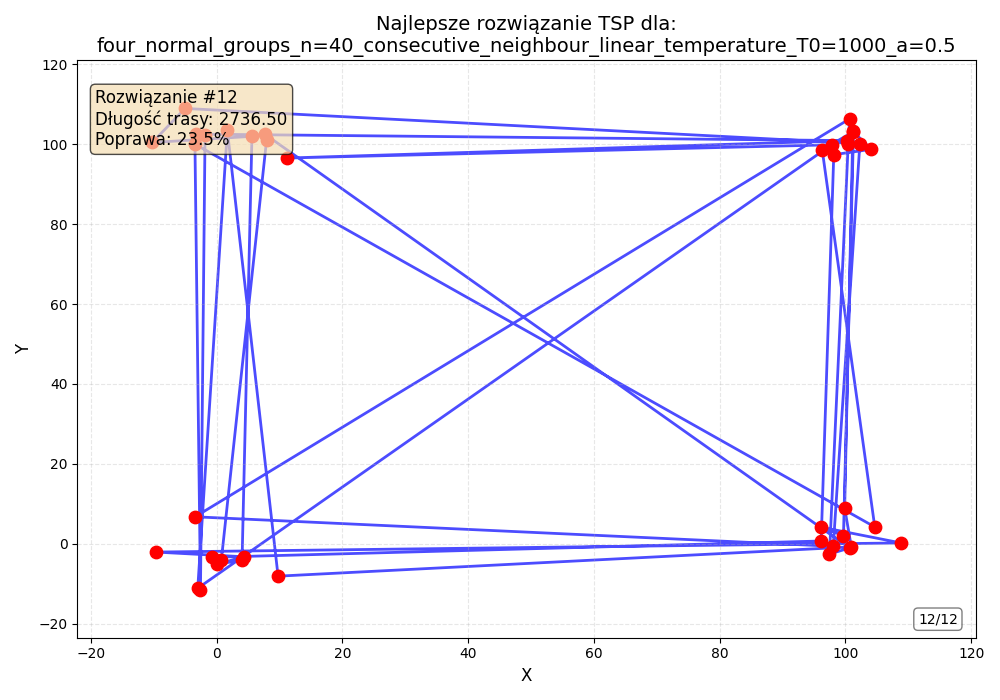 Najlepsze rozwiązanie TSP dla:
four_normal_groups_n=40_consecutive_neighbour_linear_temperature_T0=1000_a=0.5
Rozwiązanie #12
Długość trasy: 2736.50
Poprawa: 23.5%
120
100
80
60
40
20
0
−20
Y
12/12
−20
0
20
40
60
80
100
120
X